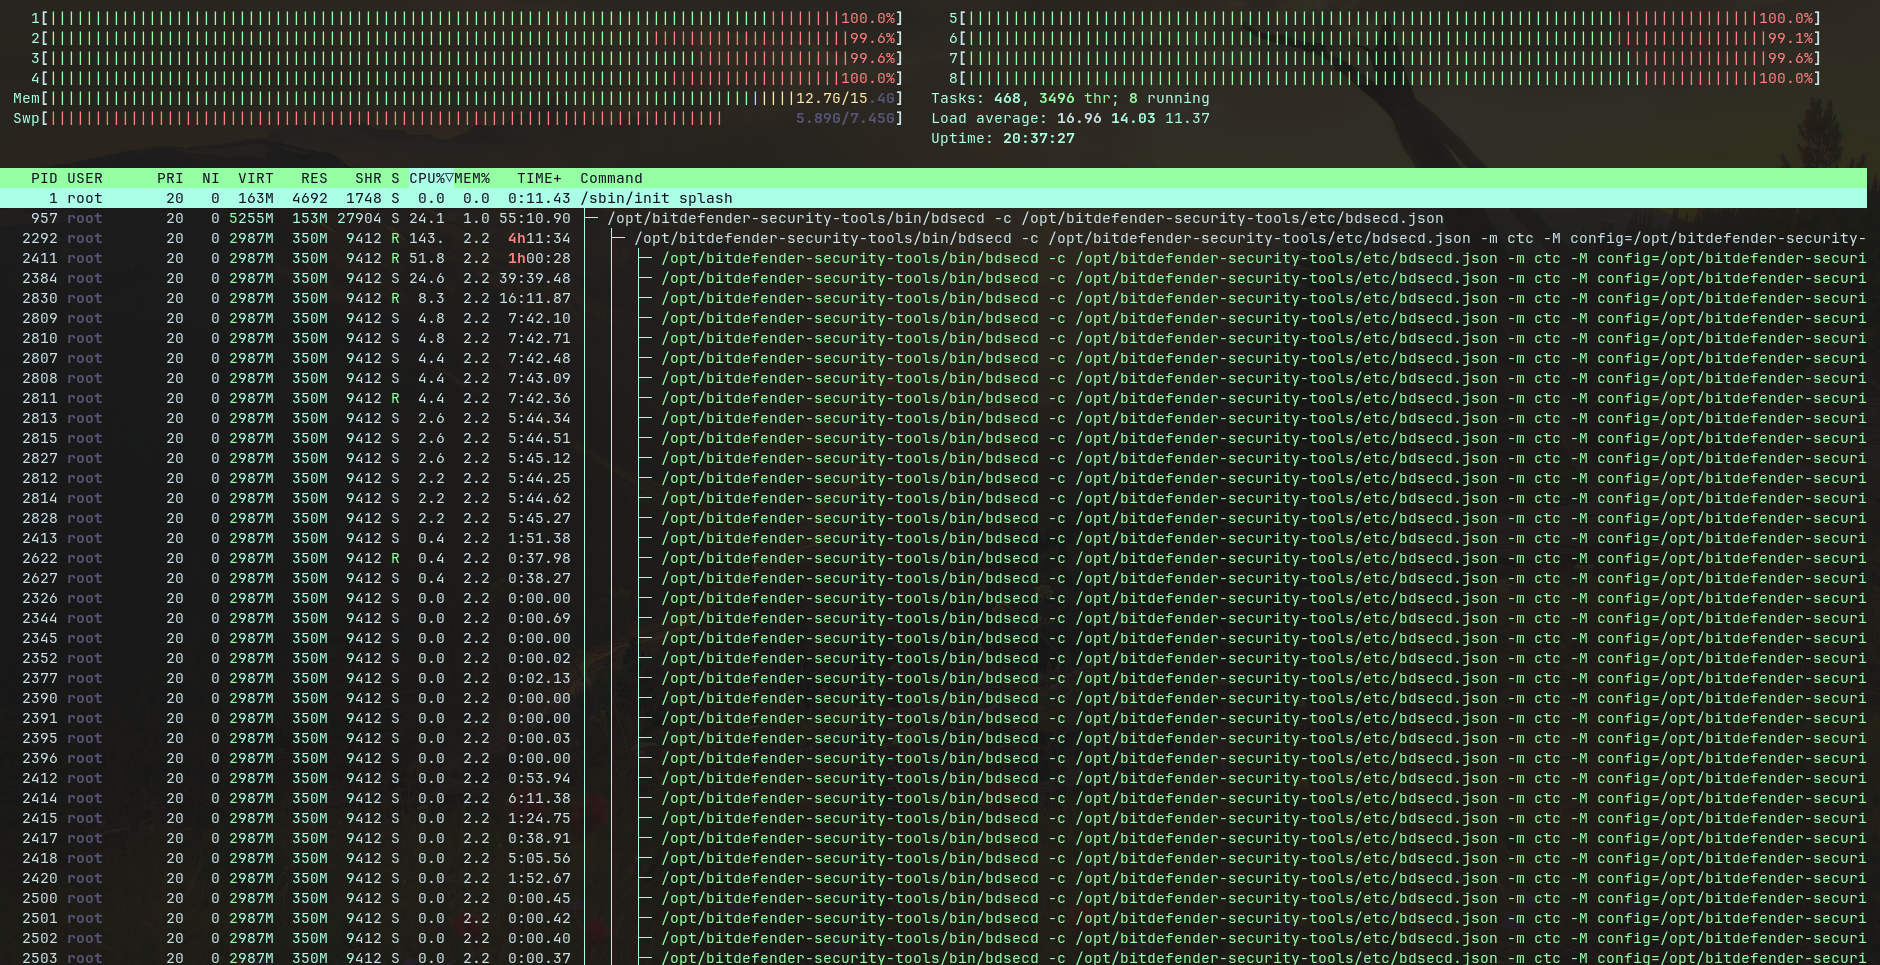 1[100.0%] 5[100.0%]
2[99.6%] 6[99.1%]
3[99.6%] 7[99.6%]
4[100.0%] 8[100.0%]
Mem[12.7G/15.4G] Tasks: 468, 3496 thr; 8 running
Swp[5.89G/7.45G] Load average: 16.96 14.03 11.37
Uptime: 20:37:27
PID USER PRI NI VIRT RES SHR S CPU%▽MEM% TIME+ Command
1 root 20 0 163M 4692 1748 S 0.0 0.0 0:11.43 /sbin/init splash
957 root 20 0 5255M 153M 27904 S 24.1 1.0 55:10.90 /opt/bitdefender-security-tools/bin/bdsecd -c /opt/bitdefender-security-tools/etc/bdsecd.json
2292 root 20 0 2987M 350M 9412 R 143. 2.2 4h11:34 /opt/bitdefender-security-tools/bin/bdsecd -c /opt/bitdefender-security-tools/etc/bdsecd.json -m ctc -M config=/opt/bitdefender-security-
2411 root 20 0 2987M 350M 9412 R 51.8 2.2 1h00:28 /opt/bitdefender-security-tools/bin/bdsecd -c /opt/bitdefender-security-tools/etc/bdsecd.json -m ctc -M config=/opt/bitdefender-securi
2384 root 20 0 2987M 350M 9412 S 24.6 2.2 39:39.48 /opt/bitdefender-security-tools/bin/bdsecd -c /opt/bitdefender-security-tools/etc/bdsecd.json -m ctc -M config=/opt/bitdefender-securi
2830 root 20 0 2987M 350M 9412 R 8.3 2.2 16:11.87 /opt/bitdefender-security-tools/bin/bdsecd -c /opt/bitdefender-security-tools/etc/bdsecd.json -m ctc -M config=/opt/bitdefender-securi
2809 root 20 0 2987M 350M 9412 S 4.8 2.2 7:42.10 /opt/bitdefender-security-tools/bin/bdsecd -c /opt/bitdefender-security-tools/etc/bdsecd.json -m ctc -M config=/opt/bitdefender-securi
2810 root 20 0 2987M 350M 9412 S 4.8 2.2 7:42.71 /opt/bitdefender-security-tools/bin/bdsecd -c /opt/bitdefender-security-tools/etc/bdsecd.json -m ctc -M config=/opt/bitdefender-securi
2807 root 20 0 2987M 350M 9412 S 4.4 2.2 7:42.48 /opt/bitdefender-security-tools/bin/bdsecd -c /opt/bitdefender-security-tools/etc/bdsecd.json -m ctc -M config=/opt/bitdefender-securi
2808 root 20 0 2987M 350M 9412 S 4.4 2.2 7:43.09 /opt/bitdefender-security-tools/bin/bdsecd -c /opt/bitdefender-security-tools/etc/bdsecd.json -m ctc -M config=/opt/bitdefender-securi
2811 root 20 0 2987M 350M 9412 R 4.4 2.2 7:42.36 /opt/bitdefender-security-tools/bin/bdsecd -c /opt/bitdefender-security-tools/etc/bdsecd.json -m ctc -M config=/opt/bitdefender-securi
2813 root 20 0 2987M 350M 9412 S 2.6 2.2 5:44.34 /opt/bitdefender-security-tools/bin/bdsecd -c /opt/bitdefender-security-tools/etc/bdsecd.json -m ctc -M config=/opt/bitdefender-securi
2815 root 20 0 2987M 350M 9412 S 2.6 2.2 5:44.51 /opt/bitdefender-security-tools/bin/bdsecd -c /opt/bitdefender-security-tools/etc/bdsecd.json -m ctc -M config=/opt/bitdefender-securi
2827 root 20 0 2987M 350M 9412 S 2.6 2.2 5:45.12 /opt/bitdefender-security-tools/bin/bdsecd -c /opt/bitdefender-security-tools/etc/bdsecd.json -m ctc -M config=/opt/bitdefender-securi
2812 root 20 0 2987M 350M 9412 S 2.2 2.2 5:44.25 /opt/bitdefender-security-tools/bin/bdsecd -c /opt/bitdefender-security-tools/etc/bdsecd.json -m ctc -M config=/opt/bitdefender-securi
2814 root 20 0 2987M 350M 9412 S 2.2 2.2 5:44.62 /opt/bitdefender-security-tools/bin/bdsecd -c /opt/bitdefender-security-tools/etc/bdsecd.json -m ctc -M config=/opt/bitdefender-securi
2828 root 20 0 2987M 350M 9412 S 2.2 2.2 5:45.27 /opt/bitdefender-security-tools/bin/bdsecd -c /opt/bitdefender-security-tools/etc/bdsecd.json -m ctc -M config=/opt/bitdefender-securi
2413 root 20 0 2987M 350M 9412 S 0.4 2.2 1:51.38 /opt/bitdefender-security-tools/bin/bdsecd -c /opt/bitdefender-security-tools/etc/bdsecd.json -m ctc -M config=/opt/bitdefender-securi
2622 root 20 0 2987M 350M 9412 R 0.4 2.2 0:37.98 /opt/bitdefender-security-tools/bin/bdsecd -c /opt/bitdefender-security-tools/etc/bdsecd.json -m ctc -M config=/opt/bitdefender-securi
2627 root 20 0 2987M 350M 9412 S 0.4 2.2 0:38.27 /opt/bitdefender-security-tools/bin/bdsecd -c /opt/bitdefender-security-tools/etc/bdsecd.json -m ctc -M config=/opt/bitdefender-securi
2326 root 20 0 2987M 350M 9412 S 0.0 2.2 0:00.00 /opt/bitdefender-security-tools/bin/bdsecd -c /opt/bitdefender-security-tools/etc/bdsecd.json -m ctc -M config=/opt/bitdefender-securi
2344 root 20 0 2987M 350M 9412 S 0.0 2.2 0:00.69 /opt/bitdefender-security-tools/bin/bdsecd -c /opt/bitdefender-security-tools/etc/bdsecd.json -m ctc -M config=/opt/bitdefender-securi
2345 root 20 0 2987M 350M 9412 S 0.0 2.2 0:00.00 /opt/bitdefender-security-tools/bin/bdsecd -c /opt/bitdefender-security-tools/etc/bdsecd.json -m ctc -M config=/opt/bitdefender-securi
2352 root 20 0 2987M 350M 9412 S 0.0 2.2 0:00.02 /opt/bitdefender-security-tools/bin/bdsecd -c /opt/bitdefender-security-tools/etc/bdsecd.json -m ctc -M config=/opt/bitdefender-securi
2377 root 20 0 2987M 350M 9412 S 0.0 2.2 0:02.13 /opt/bitdefender-security-tools/bin/bdsecd -c /opt/bitdefender-security-tools/etc/bdsecd.json -m ctc -M config=/opt/bitdefender-securi
2390 root 20 0 2987M 350M 9412 S 0.0 2.2 0:00.00 /opt/bitdefender-security-tools/bin/bdsecd -c /opt/bitdefender-security-tools/etc/bdsecd.json -m ctc -M config=/opt/bitdefender-securi
2391 root 20 0 2987M 350M 9412 S 0.0 2.2 0:00.00 /opt/bitdefender-security-tools/bin/bdsecd -c /opt/bitdefender-security-tools/etc/bdsecd.json -m ctc -M config=/opt/bitdefender-securi
2395 root 20 0 2987M 350M 9412 S 0.0 2.2 0:00.03 /opt/bitdefender-security-tools/bin/bdsecd -c /opt/bitdefender-security-tools/etc/bdsecd.json -m ctc -M config=/opt/bitdefender-securi
2396 root 20 0 2987M 350M 9412 S 0.0 2.2 0:00.00 /opt/bitdefender-security-tools/bin/bdsecd -c /opt/bitdefender-security-tools/etc/bdsecd.json -m ctc -M config=/opt/bitdefender-securi
2412 root 20 0 2987M 350M 9412 S 0.0 2.2 0:53.94 /opt/bitdefender-security-tools/bin/bdsecd -c /opt/bitdefender-security-tools/etc/bdsecd.json -m ctc -M config=/opt/bitdefender-securi
2414 root 20 0 2987M 350M 9412 S 0.0 2.2 6:11.38 /opt/bitdefender-security-tools/bin/bdsecd -c /opt/bitdefender-security-tools/etc/bdsecd.json -m ctc -M config=/opt/bitdefender-securi
2415 root 20 0 2987M 350M 9412 S 0.0 2.2 1:24.75 /opt/bitdefender-security-tools/bin/bdsecd -c /opt/bitdefender-security-tools/etc/bdsecd.json -m ctc -M config=/opt/bitdefender-securi
2417 root 20 0 2987M 350M 9412 S 0.0 2.2 0:38.91 /opt/bitdefender-security-tools/bin/bdsecd -c /opt/bitdefender-security-tools/etc/bdsecd.json -m ctc -M config=/opt/bitdefender-securi
2418 root 20 0 2987M 350M 9412 S 0.0 2.2 5:05.56 /opt/bitdefender-security-tools/bin/bdsecd -c /opt/bitdefender-security-tools/etc/bdsecd.json -m ctc -M config=/opt/bitdefender-securi
2420 root 20 0 2987M 350M 9412 S 0.0 2.2 1:52.67 /opt/bitdefender-security-tools/bin/bdsecd -c /opt/bitdefender-security-tools/etc/bdsecd.json -m ctc -M config=/opt/bitdefender-securi
2500 root 20 0 2987M 350M 9412 S 0.0 2.2 0:00.45 /opt/bitdefender-security-tools/bin/bdsecd -c /opt/bitdefender-security-tools/etc/bdsecd.json -m ctc -M config=/opt/bitdefender-securi
2501 root 20 0 2987M 350M 9412 S 0.0 2.2 0:00.42 /opt/bitdefender-security-tools/bin/bdsecd -c /opt/bitdefender-security-tools/etc/bdsecd.json -m ctc -M config=/opt/bitdefender-securi
2502 root 20 0 2987M 350M 9412 S 0.0 2.2 0:00.40 /opt/bitdefender-security-tools/bin/bdsecd -c /opt/bitdefender-security-tools/etc/bdsecd.json -m ctc -M config=/opt/bitdefender-securi
2503 root 20 0 2987M 350M 9412 S 0.0 2.2 0:00.37 /opt/bitdefender-security-tools/bin/bdsecd -c /opt/bitdefender-security-tools/etc/bdsecd.json -m ctc -M config=/opt/bitdefender-securi